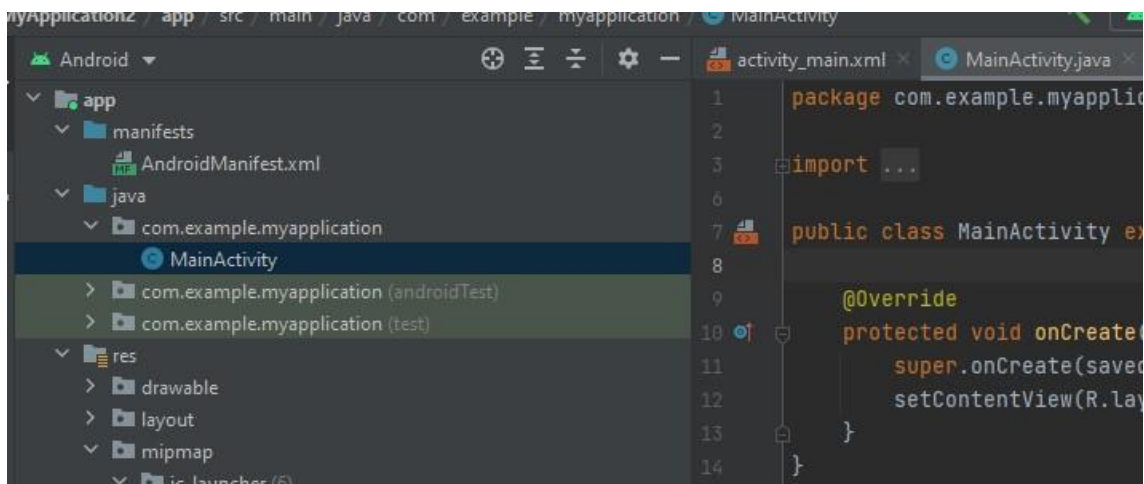 MyApplication2 / app / src / main / java / com / example / myapplication / MainActivity
Android
app
manifests
AndroidManifest.xml
java
com.example.myapplication
MainActivity
com.example.myapplication (androidTest)
com.example.myapplication (test)
res
drawable
layout
mipmap
ic_launcher (6)
activity_main.xml
MainActivity.java
1 package com.example.myapplic
2
3 import ...
6
7 public class MainActivity ex
8
9 @Override
10 protected void onCreate(
11 super.onCreate(saved
12 setContentView(R.lay
13 }
14 }